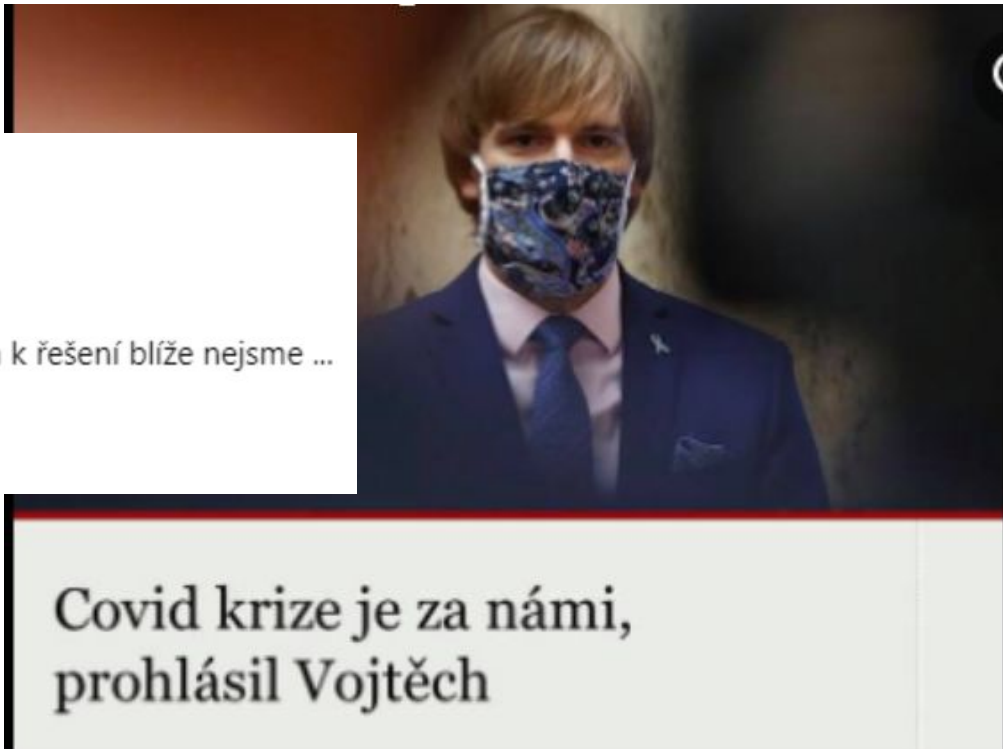 k řešení blíže nejsme ...
Covid krize je za námi,
prohlásil Vojtěch